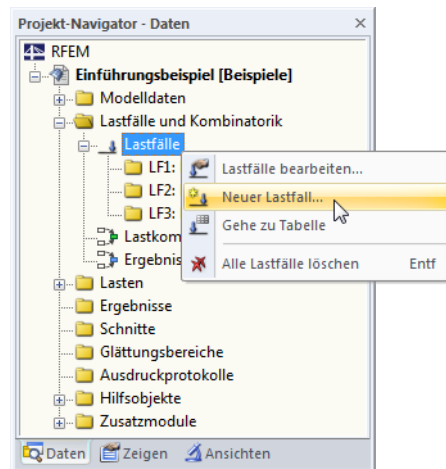 Projekt-Navigator - Daten
RFEM
Einführungsbeispiel [Beispiele]
Modelldaten
Lastfälle und Kombinatorik
Lastfälle
LF1:
LF2:
LF3:
Lastkom
Ergebnis
Lasten
Ergebnisse
Schnitte
Glättungsbereiche
Ausdruckprotokolle
Hilfsobjekte
Zusatzmodule
Lastfälle bearbeiten...
Neuer Lastfall...
Gehe zu Tabelle
Alle Lastfälle löschen Entf
Daten Zeigen Ansichten